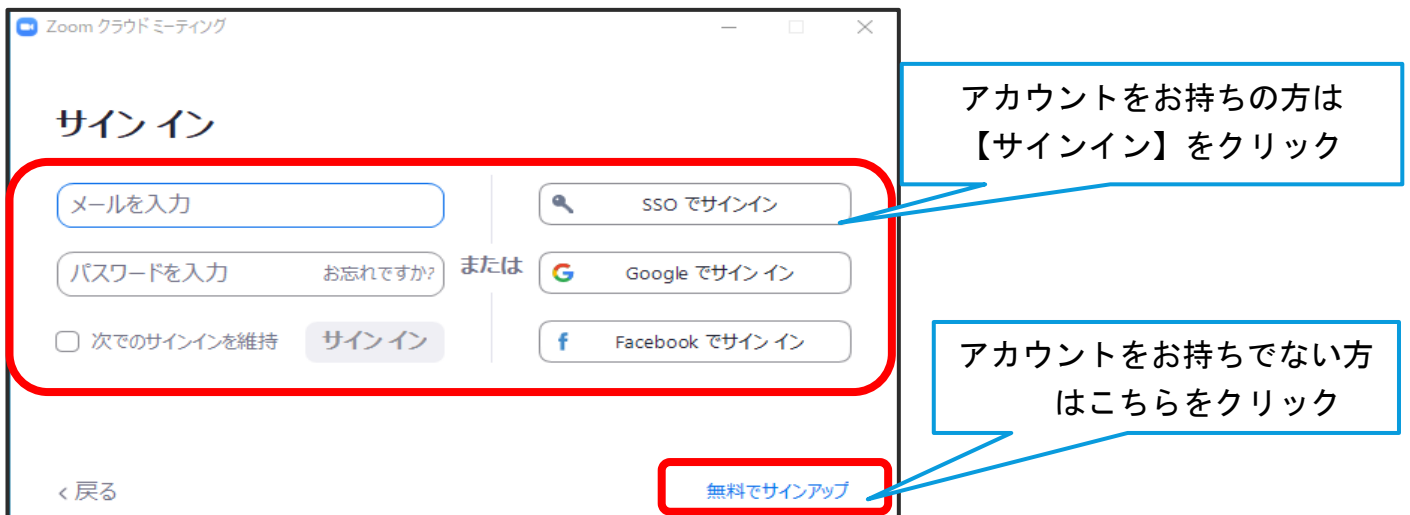 Zoom クラウド ミーティング
サイン イン
メールを入力
パスワードを入力 お忘れですか?
次でのサインインを維持 サイン イン
または
SSO でサインイン
Google でサイン イン
Facebook でサイン イン
< 戻る
無料でサインアップ
アカウントをお持ちの方は
【サインイン】をクリック
アカウントをお持ちでない方
はこちらをクリック